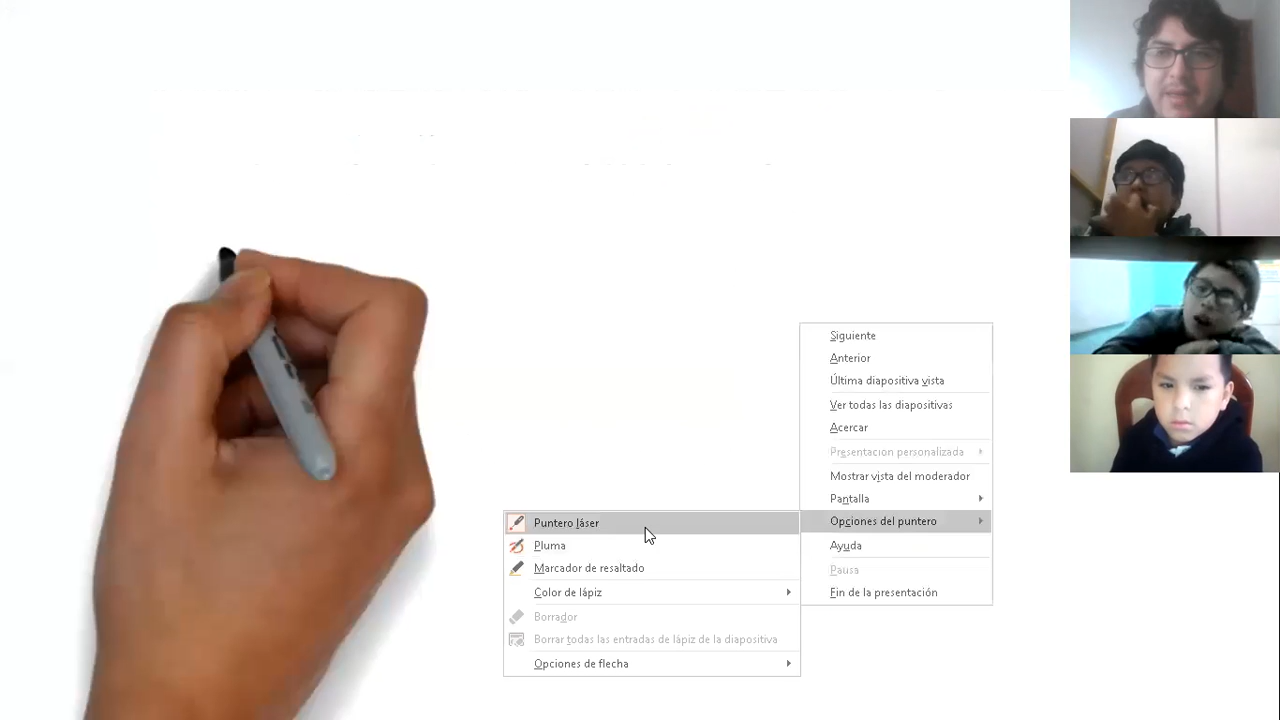 Siguiente
Anterior
Última diapositiva vista
Ver todas las diapositivas
Acercar
Presentación personalizada
Mostrar vista del moderador
Pantalla
Opciones del puntero
Ayuda
Pausa
Fin de la presentación
Puntero láser
Pluma
Marcador de resaltado
Color de lápiz
Borrador
Borrar todas las entradas de lápiz de la diapositiva
Opciones de flecha